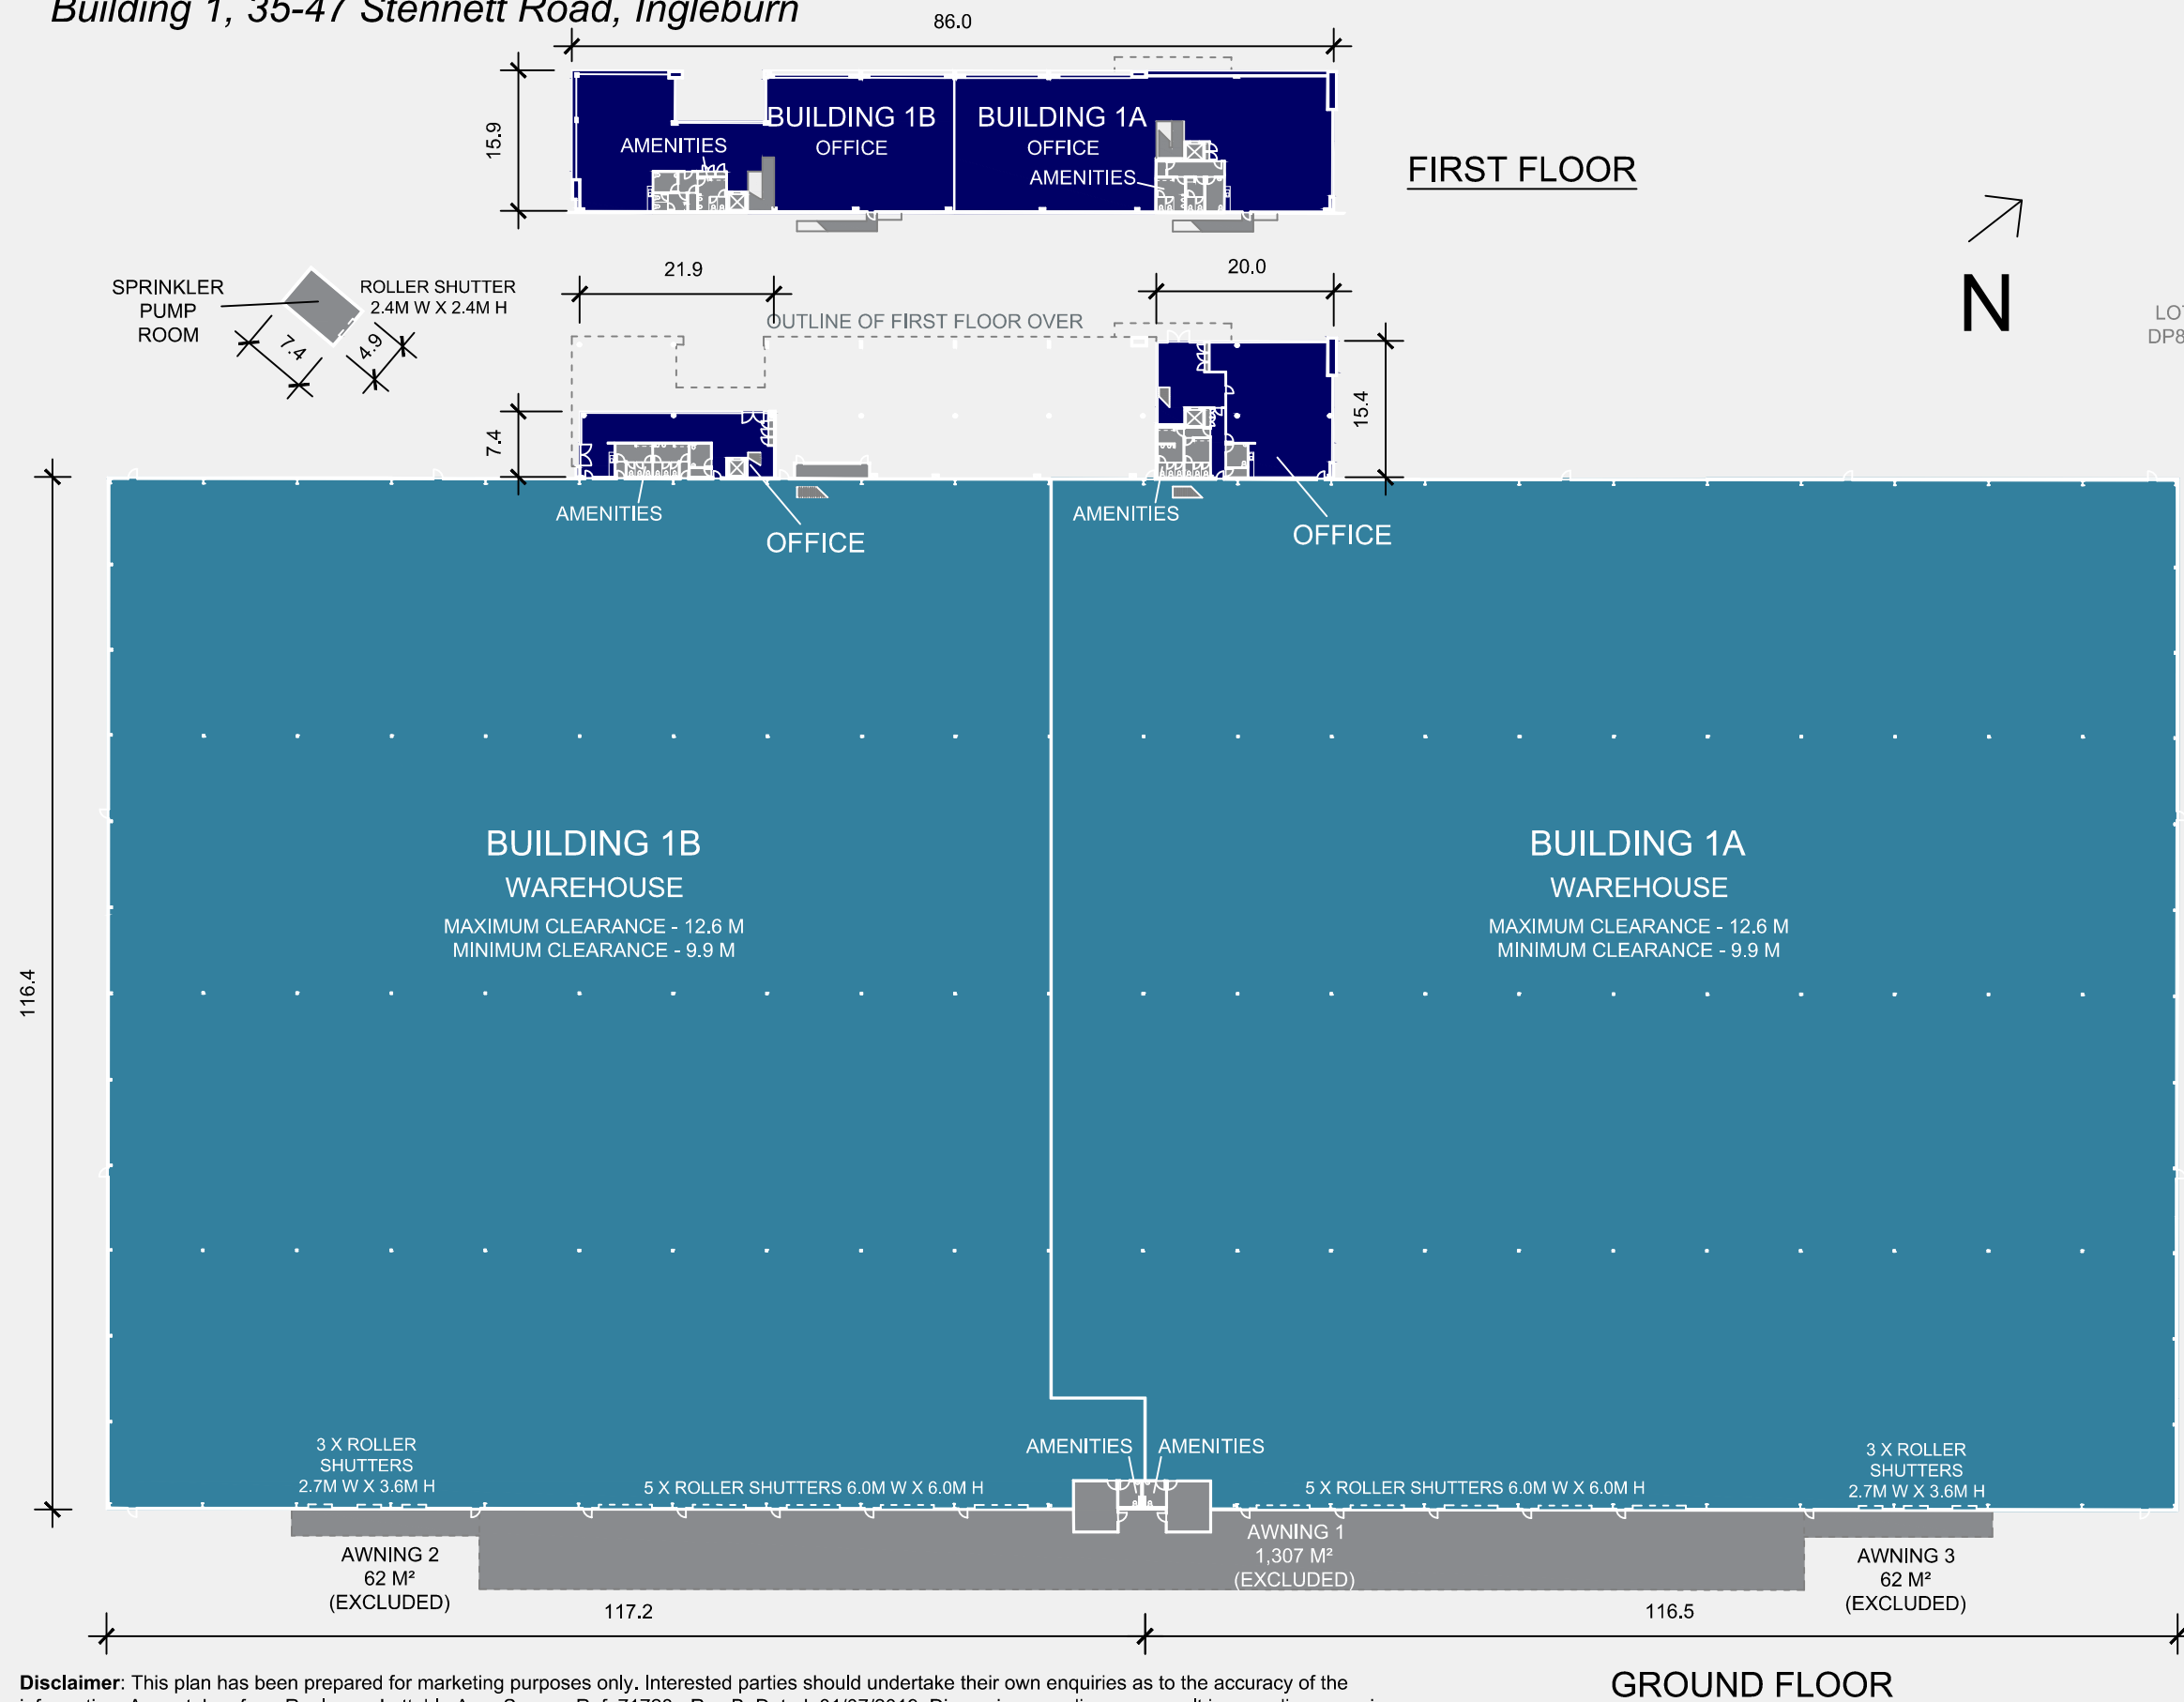 Building 1, 35-47 Stennett Road, Ingleburn
86.0
15.9
BUILDING 1B
OFFICE
AMENITIES
BUILDING 1A
OFFICE
AMENITIES
FIRST FLOOR
N
SPRINKLER
PUMP
ROOM
ROLLER SHUTTER
2.4M W X 2.4M H
7.4
4.9
21.9
20.0
OUTLINE OF FIRST FLOOR OVER
7.4
15.4
AMENITIES
OFFICE
AMENITIES
OFFICE
116.4
BUILDING 1B
WAREHOUSE
MAXIMUM CLEARANCE - 12.6 M
MINIMUM CLEARANCE - 9.9 M
BUILDING 1A
WAREHOUSE
MAXIMUM CLEARANCE - 12.6 M
MINIMUM CLEARANCE - 9.9 M
3 X ROLLER
SHUTTERS
2.7M W X 3.6M H
5 X ROLLER SHUTTERS 6.0M W X 6.0M H
AMENITIES
AMENITIES
5 X ROLLER SHUTTERS 6.0M W X 6.0M H
3 X ROLLER
SHUTTERS
2.7M W X 3.6M H
AWNING 2
62 M²
(EXCLUDED)
AWNING 1
1,307 M²
(EXCLUDED)
AWNING 3
62 M²
(EXCLUDED)
117.2
116.5
Disclaimer: This plan has been prepared for marketing purposes only. Interested parties should undertake their own enquiries as to the accuracy of the
GROUND FLOOR